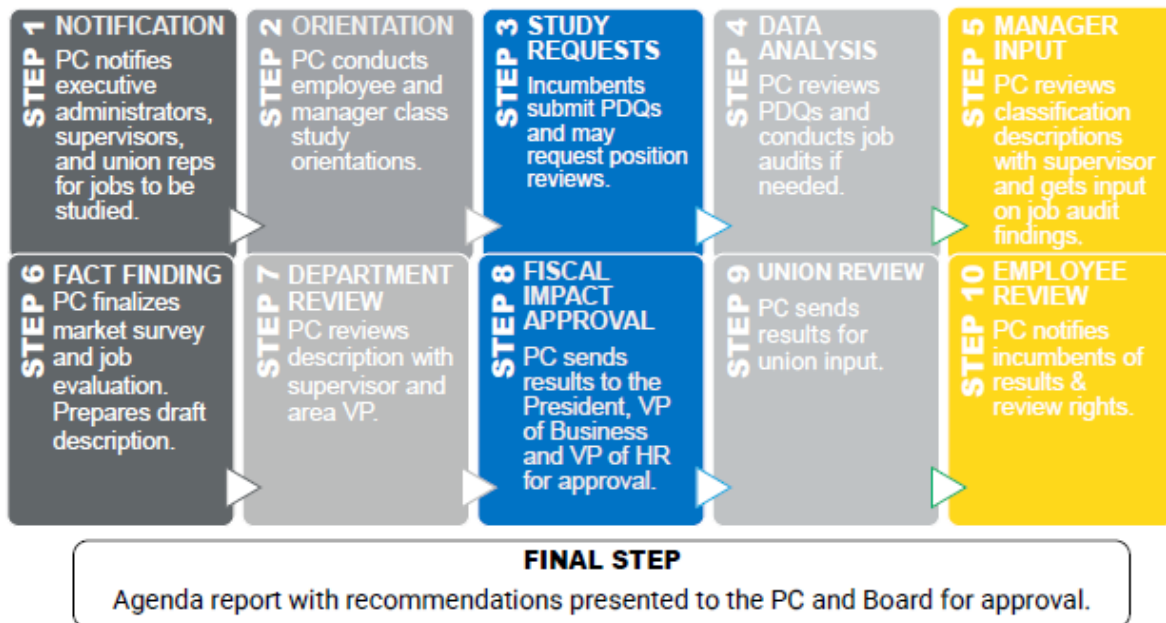 STEP 1
NOTIFICATION
PC notifies
executive
administrators,
supervisors,
and union reps
for jobs to be
studied.
STEP 2
ORIENTATION
PC conducts
employee and
manager class
study
orientations.
STEP 3
STUDY
REQUESTS
Incumbents
submit PDQs
and may
request position
reviews.
STEP 4
DATA
ANALYSIS
PC reviews
PDQs and
conducts job
audits if
needed.
STEP 5
MANAGER
INPUT
PC reviews
classification
descriptions
with supervisor
and gets input
on job audit
findings.
STEP 6
FACT FINDING
PC finalizes
market survey
and job
evaluation.
Prepares draft
description.
STEP 7
DEPARTMENT
REVIEW
PC reviews
description with
supervisor and
area VP.
STEP 8
FISCAL
IMPACT
APPROVAL
PC sends
results to the
President, VP
of Business
and VP of HR
for approval.
STEP 9
UNION REVIEW
PC sends
results for
union input.
STEP 10
EMPLOYEE
REVIEW
PC notifies
incumbents of
results &
review rights.
FINAL STEP
Agenda report with recommendations presented to the PC and Board for approval.